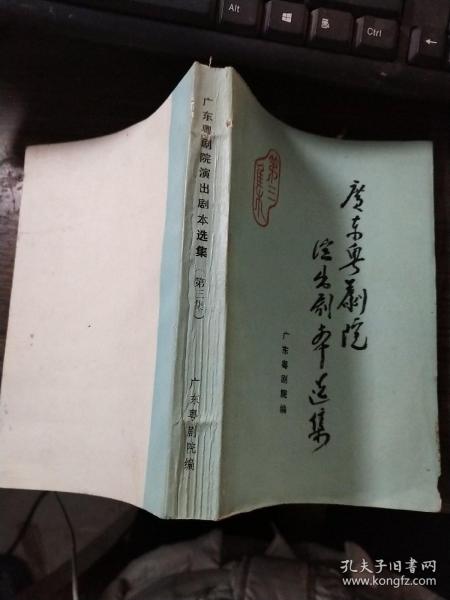 Alt
Ctrl
广东粤剧院演出剧本选集(第三集)
广东粤剧院编
第三集
廣东粤剧院
演出剧本选集
广东粤剧院编
孔夫子旧书网
www.kongfz.com